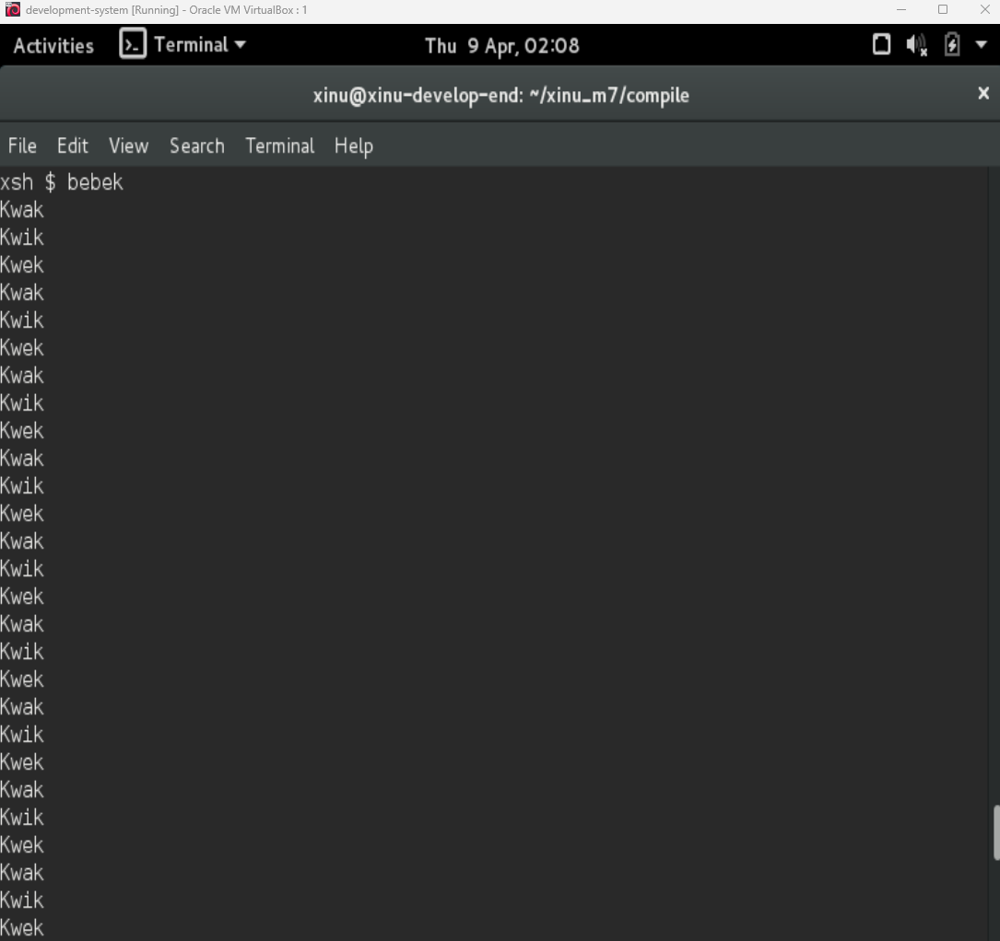 development-system [Running] - Oracle VM VirtualBox : 1
Activities Terminal Thu 9 Apr, 02:08
xinu@xinu-develop-end: ~/xinu_m7/compile
File Edit View Search Terminal Help
xsh $ bebek
Kwak
Kwik
Kwek
Kwak
Kwik
Kwek
Kwak
Kwik
Kwek
Kwak
Kwik
Kwek
Kwak
Kwik
Kwek
Kwak
Kwik
Kwek
Kwak
Kwik
Kwek
Kwak
Kwik
Kwek
Kwak
Kwik
Kwek